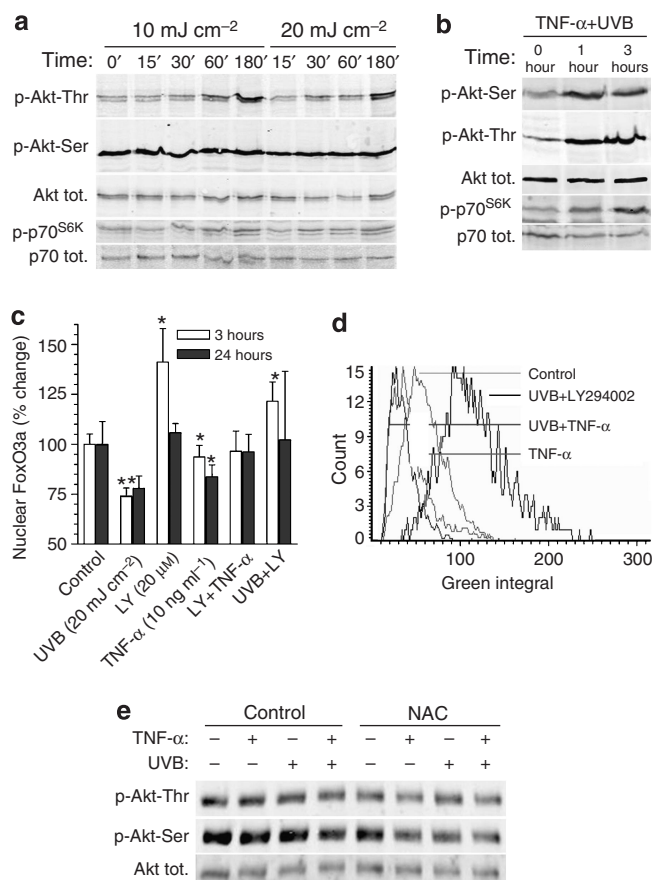 a
10 mJ cm–2 20 mJ cm–2
Time: 0′ 15′ 30′ 60′ 180′ 15′ 30′ 60′ 180′
p-Akt-Thr
p-Akt-Ser
Akt tot.
p-p70S6K
p70 tot.
b
TNF-α+UVB
Time: 0 hour 1 hour 3 hours
p-Akt-Ser
p-Akt-Thr
Akt tot.
p-p70S6K
p70 tot.
c
Nuclear FoxO3a (% change)
150
125
100
75
50
* ** * * * *
3 hours
24 hours
Control
UVB (20 mJ cm–2)
LY (20 μM)
TNF-α (10 ng ml–1)
LY+TNF-α
UVB+LY
d
Count
15
12
9
6
3
0
Control
UVB+LY294002
UVB+TNF-α
TNF-α
100 200 300
Green integral
e
Control NAC
TNF-α: – + – + – + – +
UVB: – – + + – – + +
p-Akt-Thr
p-Akt-Ser
Akt tot.